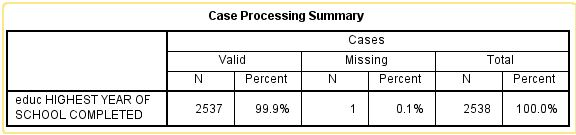 Case Processing Summary
Cases
Valid Missing Total
N Percent N Percent N Percent
educ HIGHEST YEAR OF
SCHOOL COMPLETED 2537 99.9% 1 0.1% 2538 100.0%